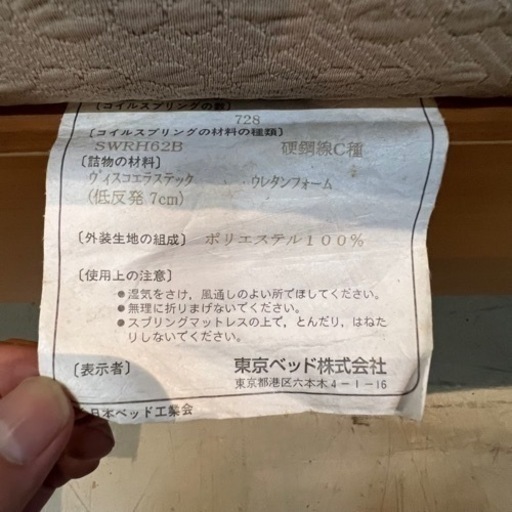 〔コイルスプリングの数〕
728
〔コイルスプリングの材料の種類〕
SWRH62B 硬鋼線C種
〔詰物の材料〕
ヴィスコエラステック ウレタンフォーム
(低反発7cm)
〔外装生地の組成〕 ポリエステル100%
〔使用上の注意〕
●湿気をさけ,風通しのよい所でほしてください。
●無理に折りまげないでください。
●スプリングマットレスの上で,とんだり,はねた
りしないでください。
〔表示者〕 東京ベッド株式会社
東京都港区六本木4-1-16
日本ベッド工業会